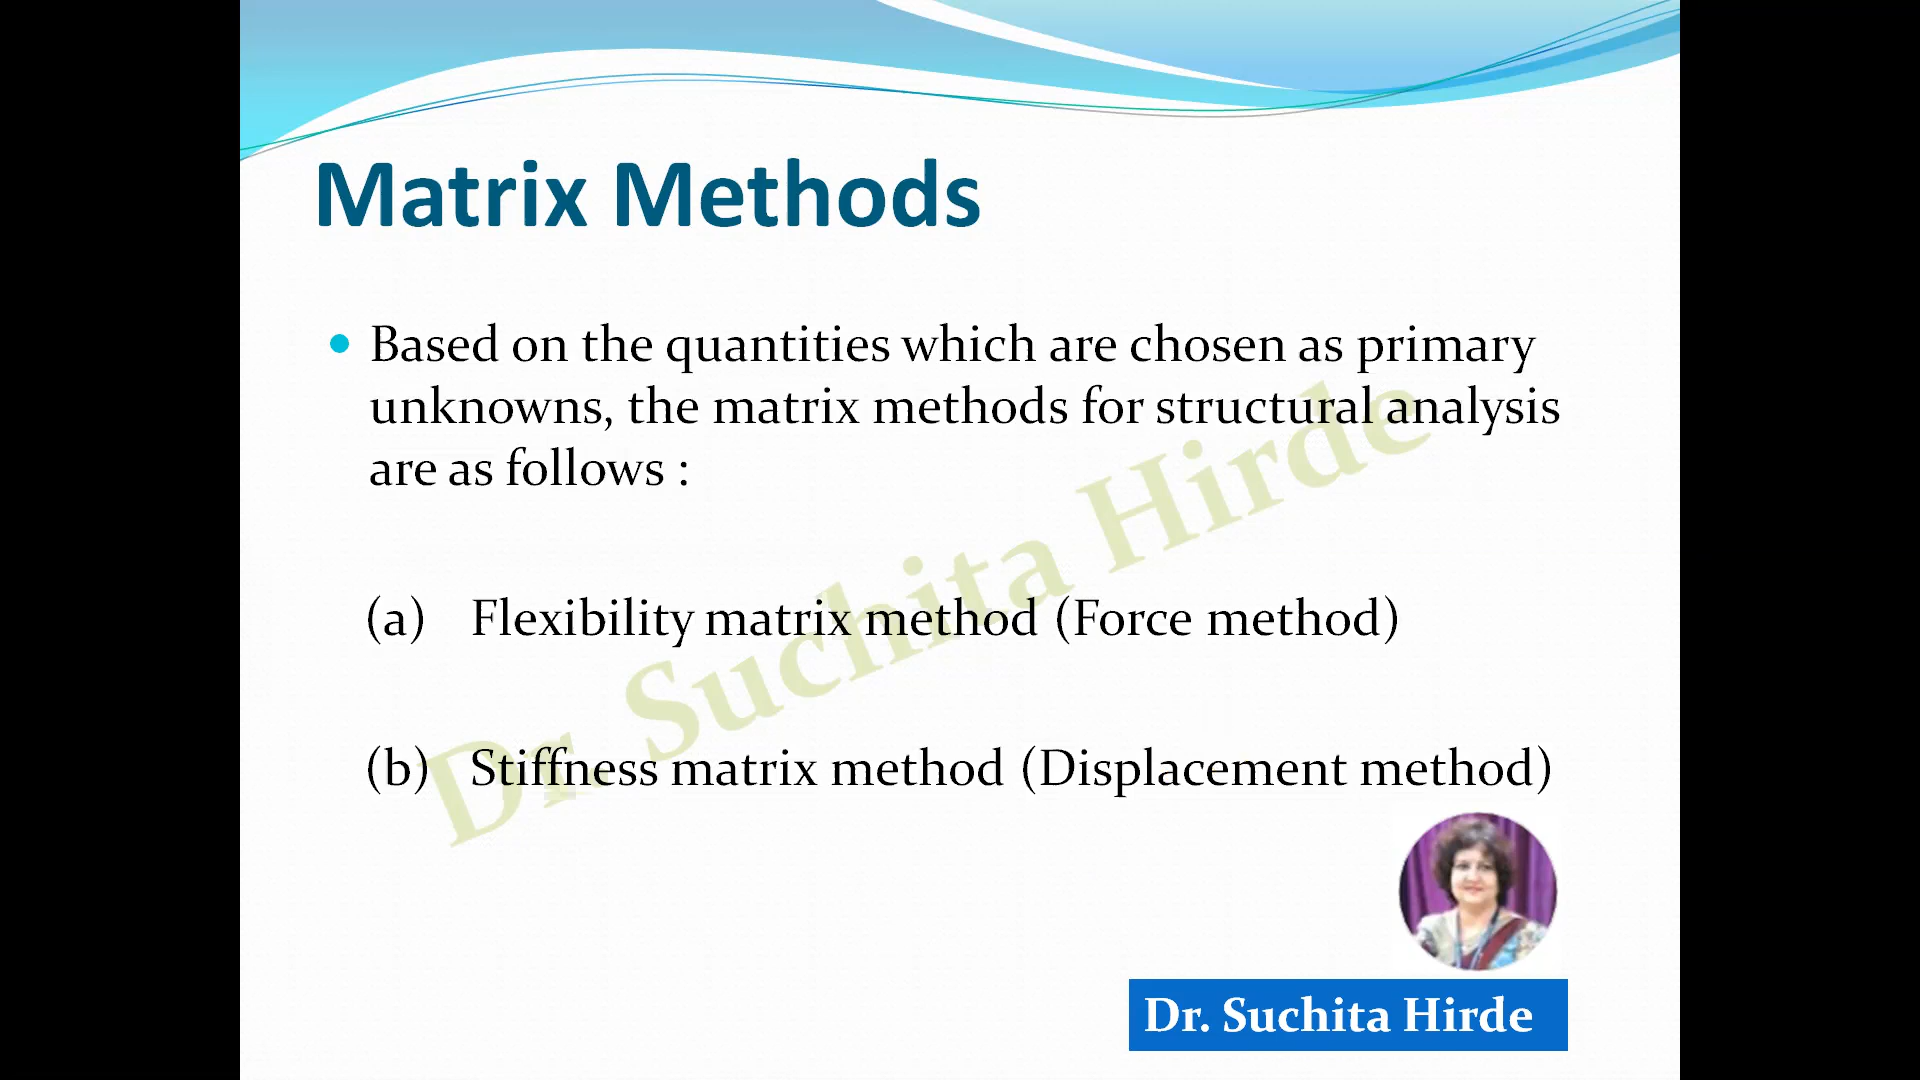 Matrix Methods
• Based on the quantities which are chosen as primary
unknowns, the matrix methods for structural analysis
are as follows :
(a) Flexibility matrix method (Force method)
(b) Stiffness matrix method (Displacement method)
Dr. Suchita Hirde
Dr. Suchita Hirde